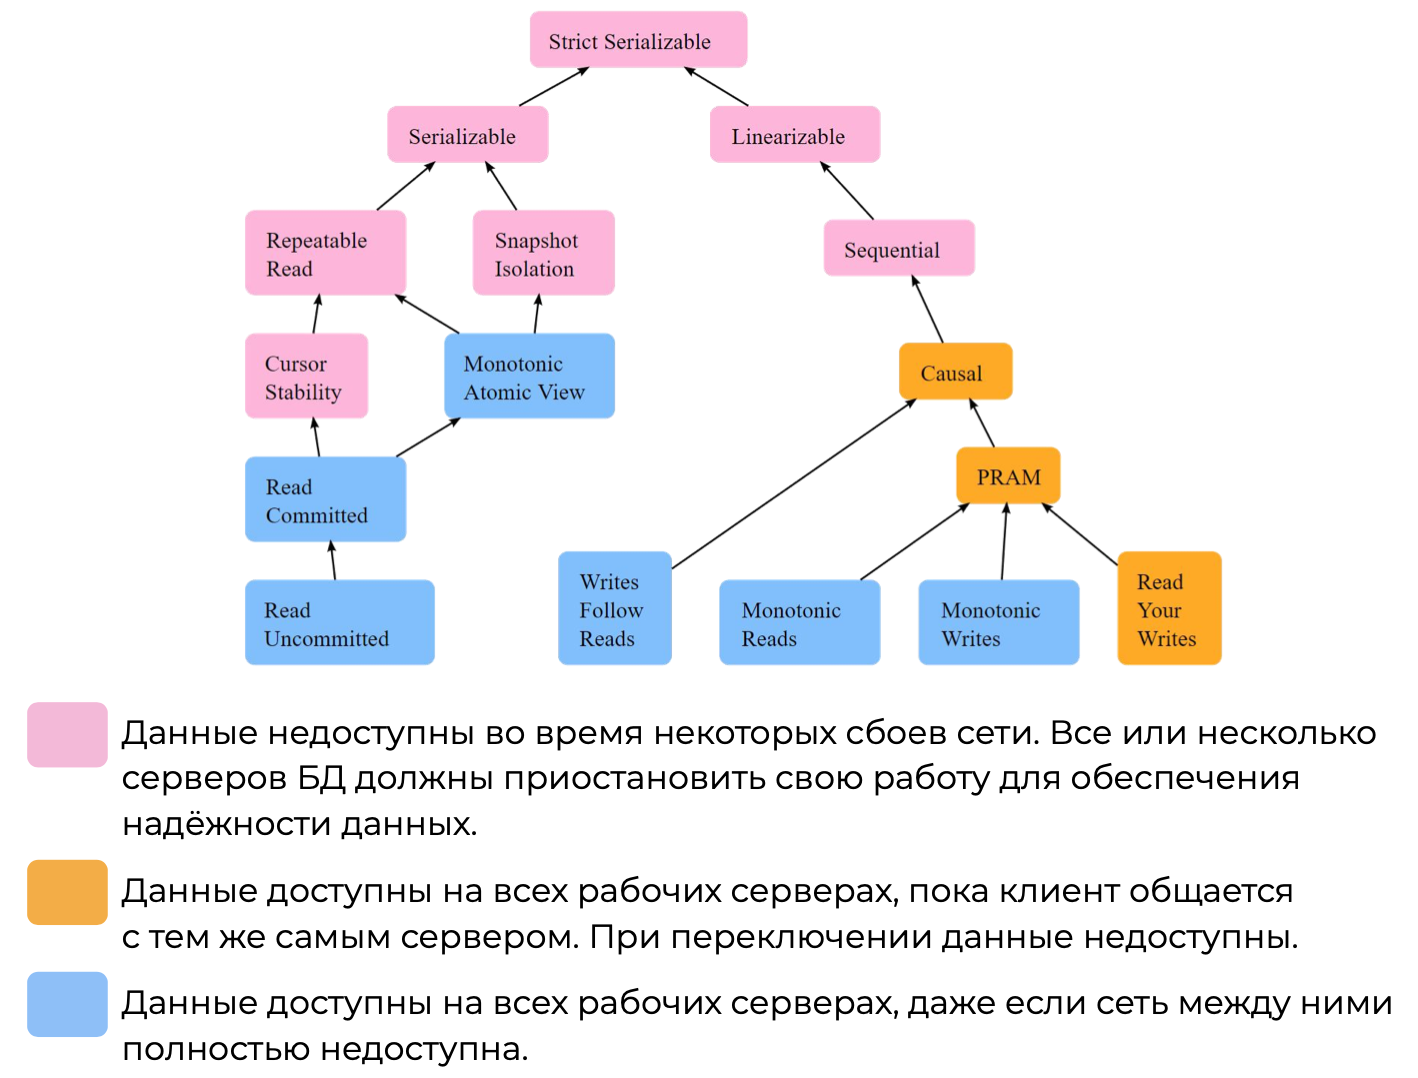 Strict Serializable
Serializable
Linearizable
Repeatable
Read
Snapshot
Isolation
Sequential
Cursor
Stability
Monotonic
Atomic View
Causal
Read
Committed
PRAM
Read
Uncommitted
Writes
Follow
Reads
Monotonic
Reads
Monotonic
Writes
Read
Your
Writes
Данные недоступны во время некоторых сбоев сети. Все или несколько
серверов БД должны приостановить свою работу для обеспечения
надёжности данных.
Данные доступны на всех рабочих серверах, пока клиент общается
с тем же самым сервером. При переключении данные недоступны.
Данные доступны на всех рабочих серверах, даже если сеть между ними
полностью недоступна.